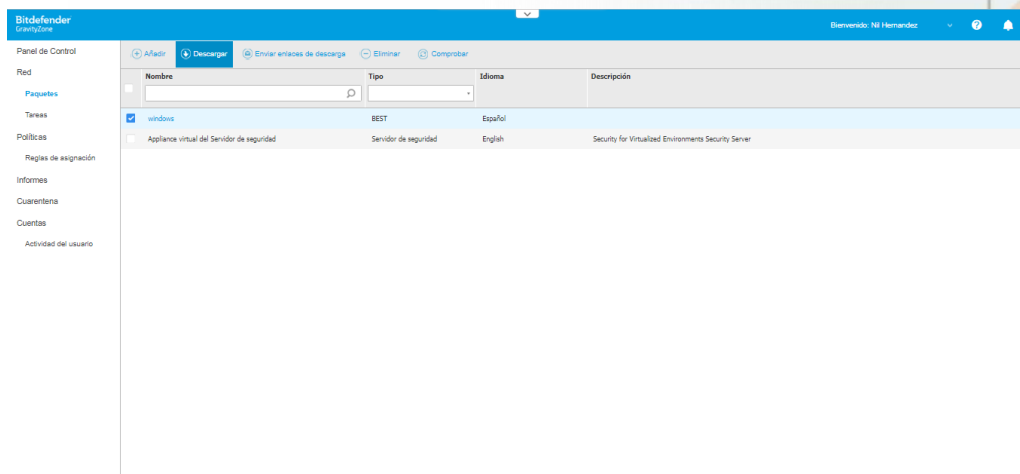 Bitdefender
GravityZone
Bienvenido: Nil Hernandez
Panel de Control
Red
Paquetes
Tareas
Políticas
Reglas de asignación
Informes
Cuarentena
Cuentas
Actividad del usuario
Añadir Descargar Enviar enlaces de descarga Eliminar Comprobar
Nombre Tipo Idioma Descripción
windows BEST Español
Appliance virtual del Servidor de seguridad Servidor de seguridad English Security for Virtualized Environments Security Server